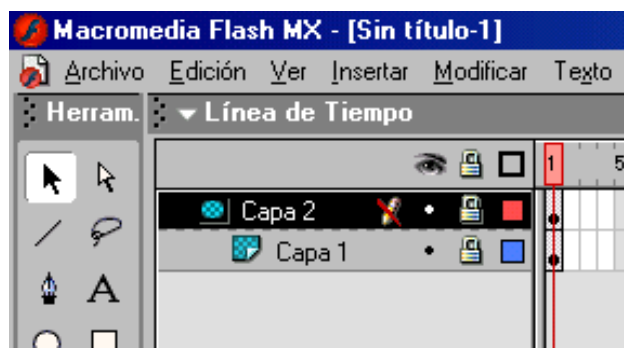 Macromedia Flash MX - [Sin título-1]
Archivo Edición Ver Insertar Modificar Texto
Herram. Línea de Tiempo
1 5
Capa 2
Capa 1
A